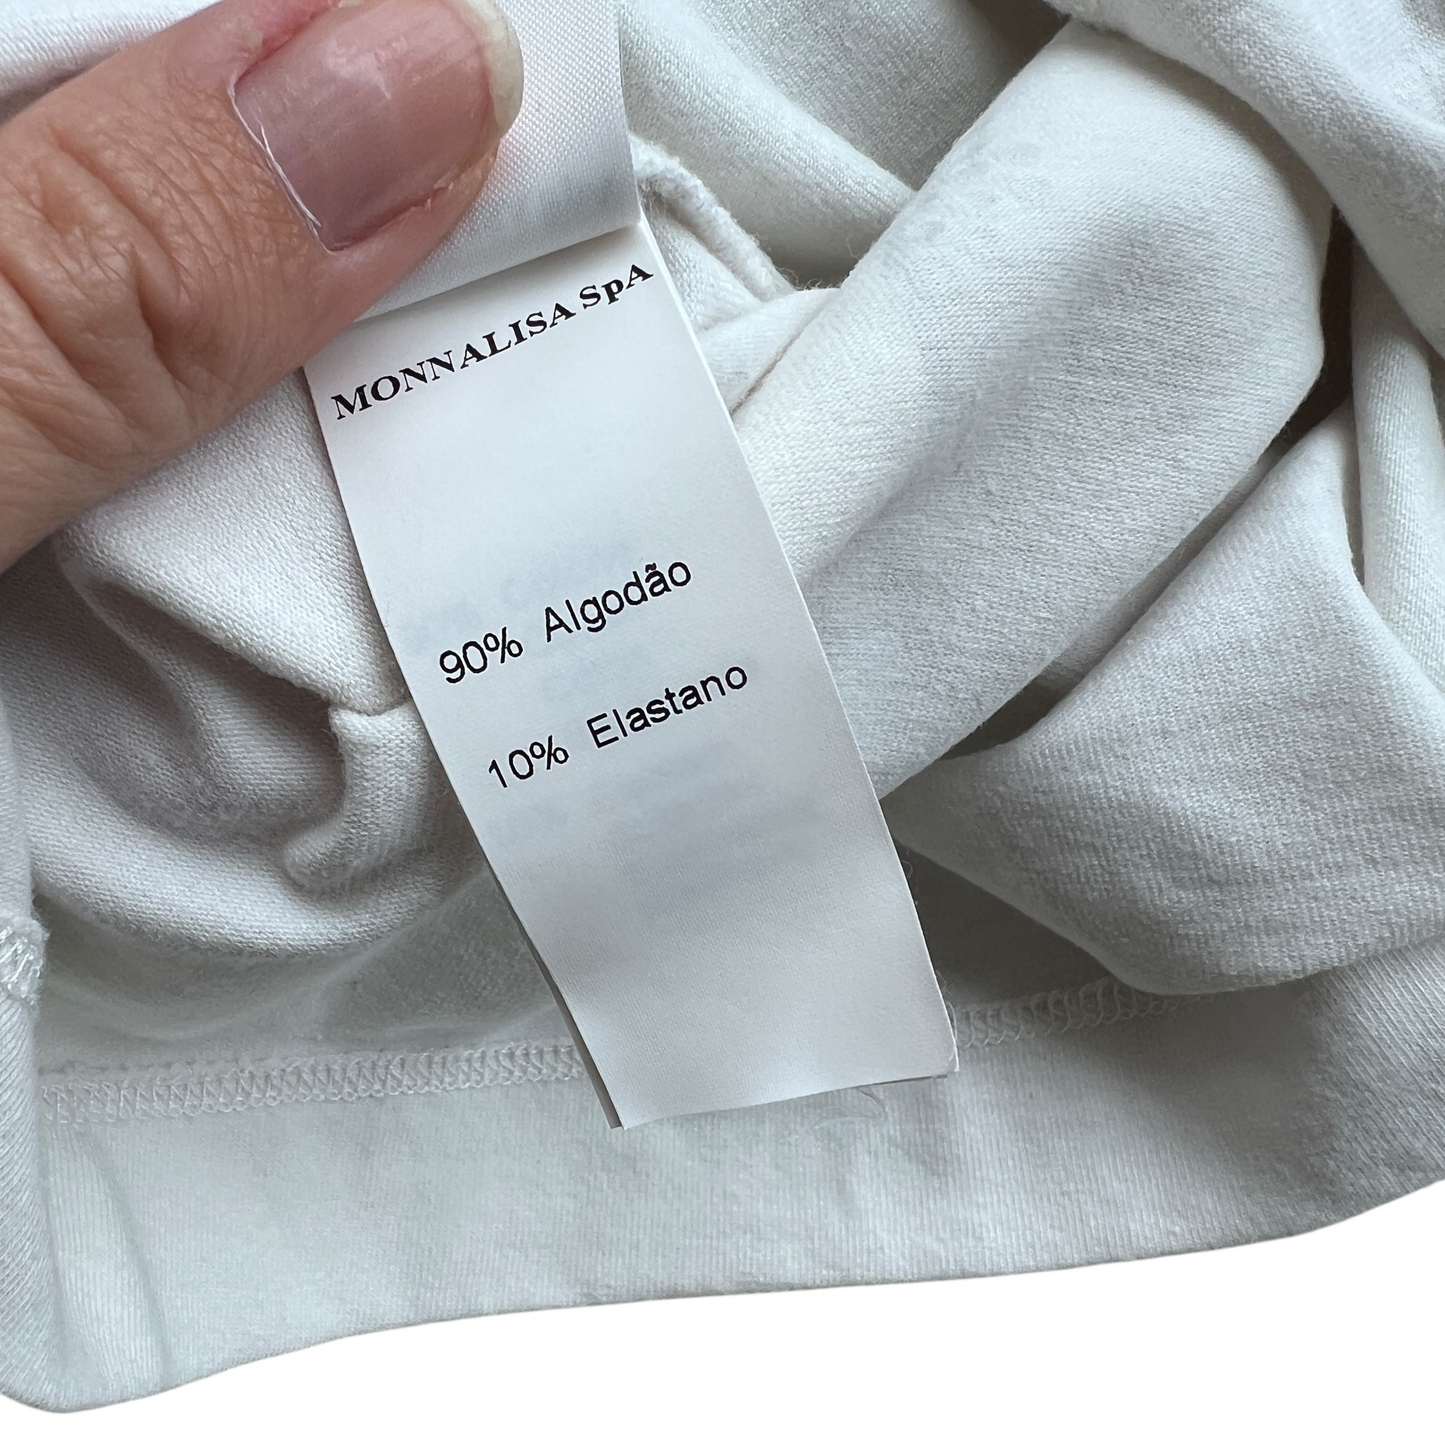 MONNALISA SpA
90% Algodão
10% Elastano